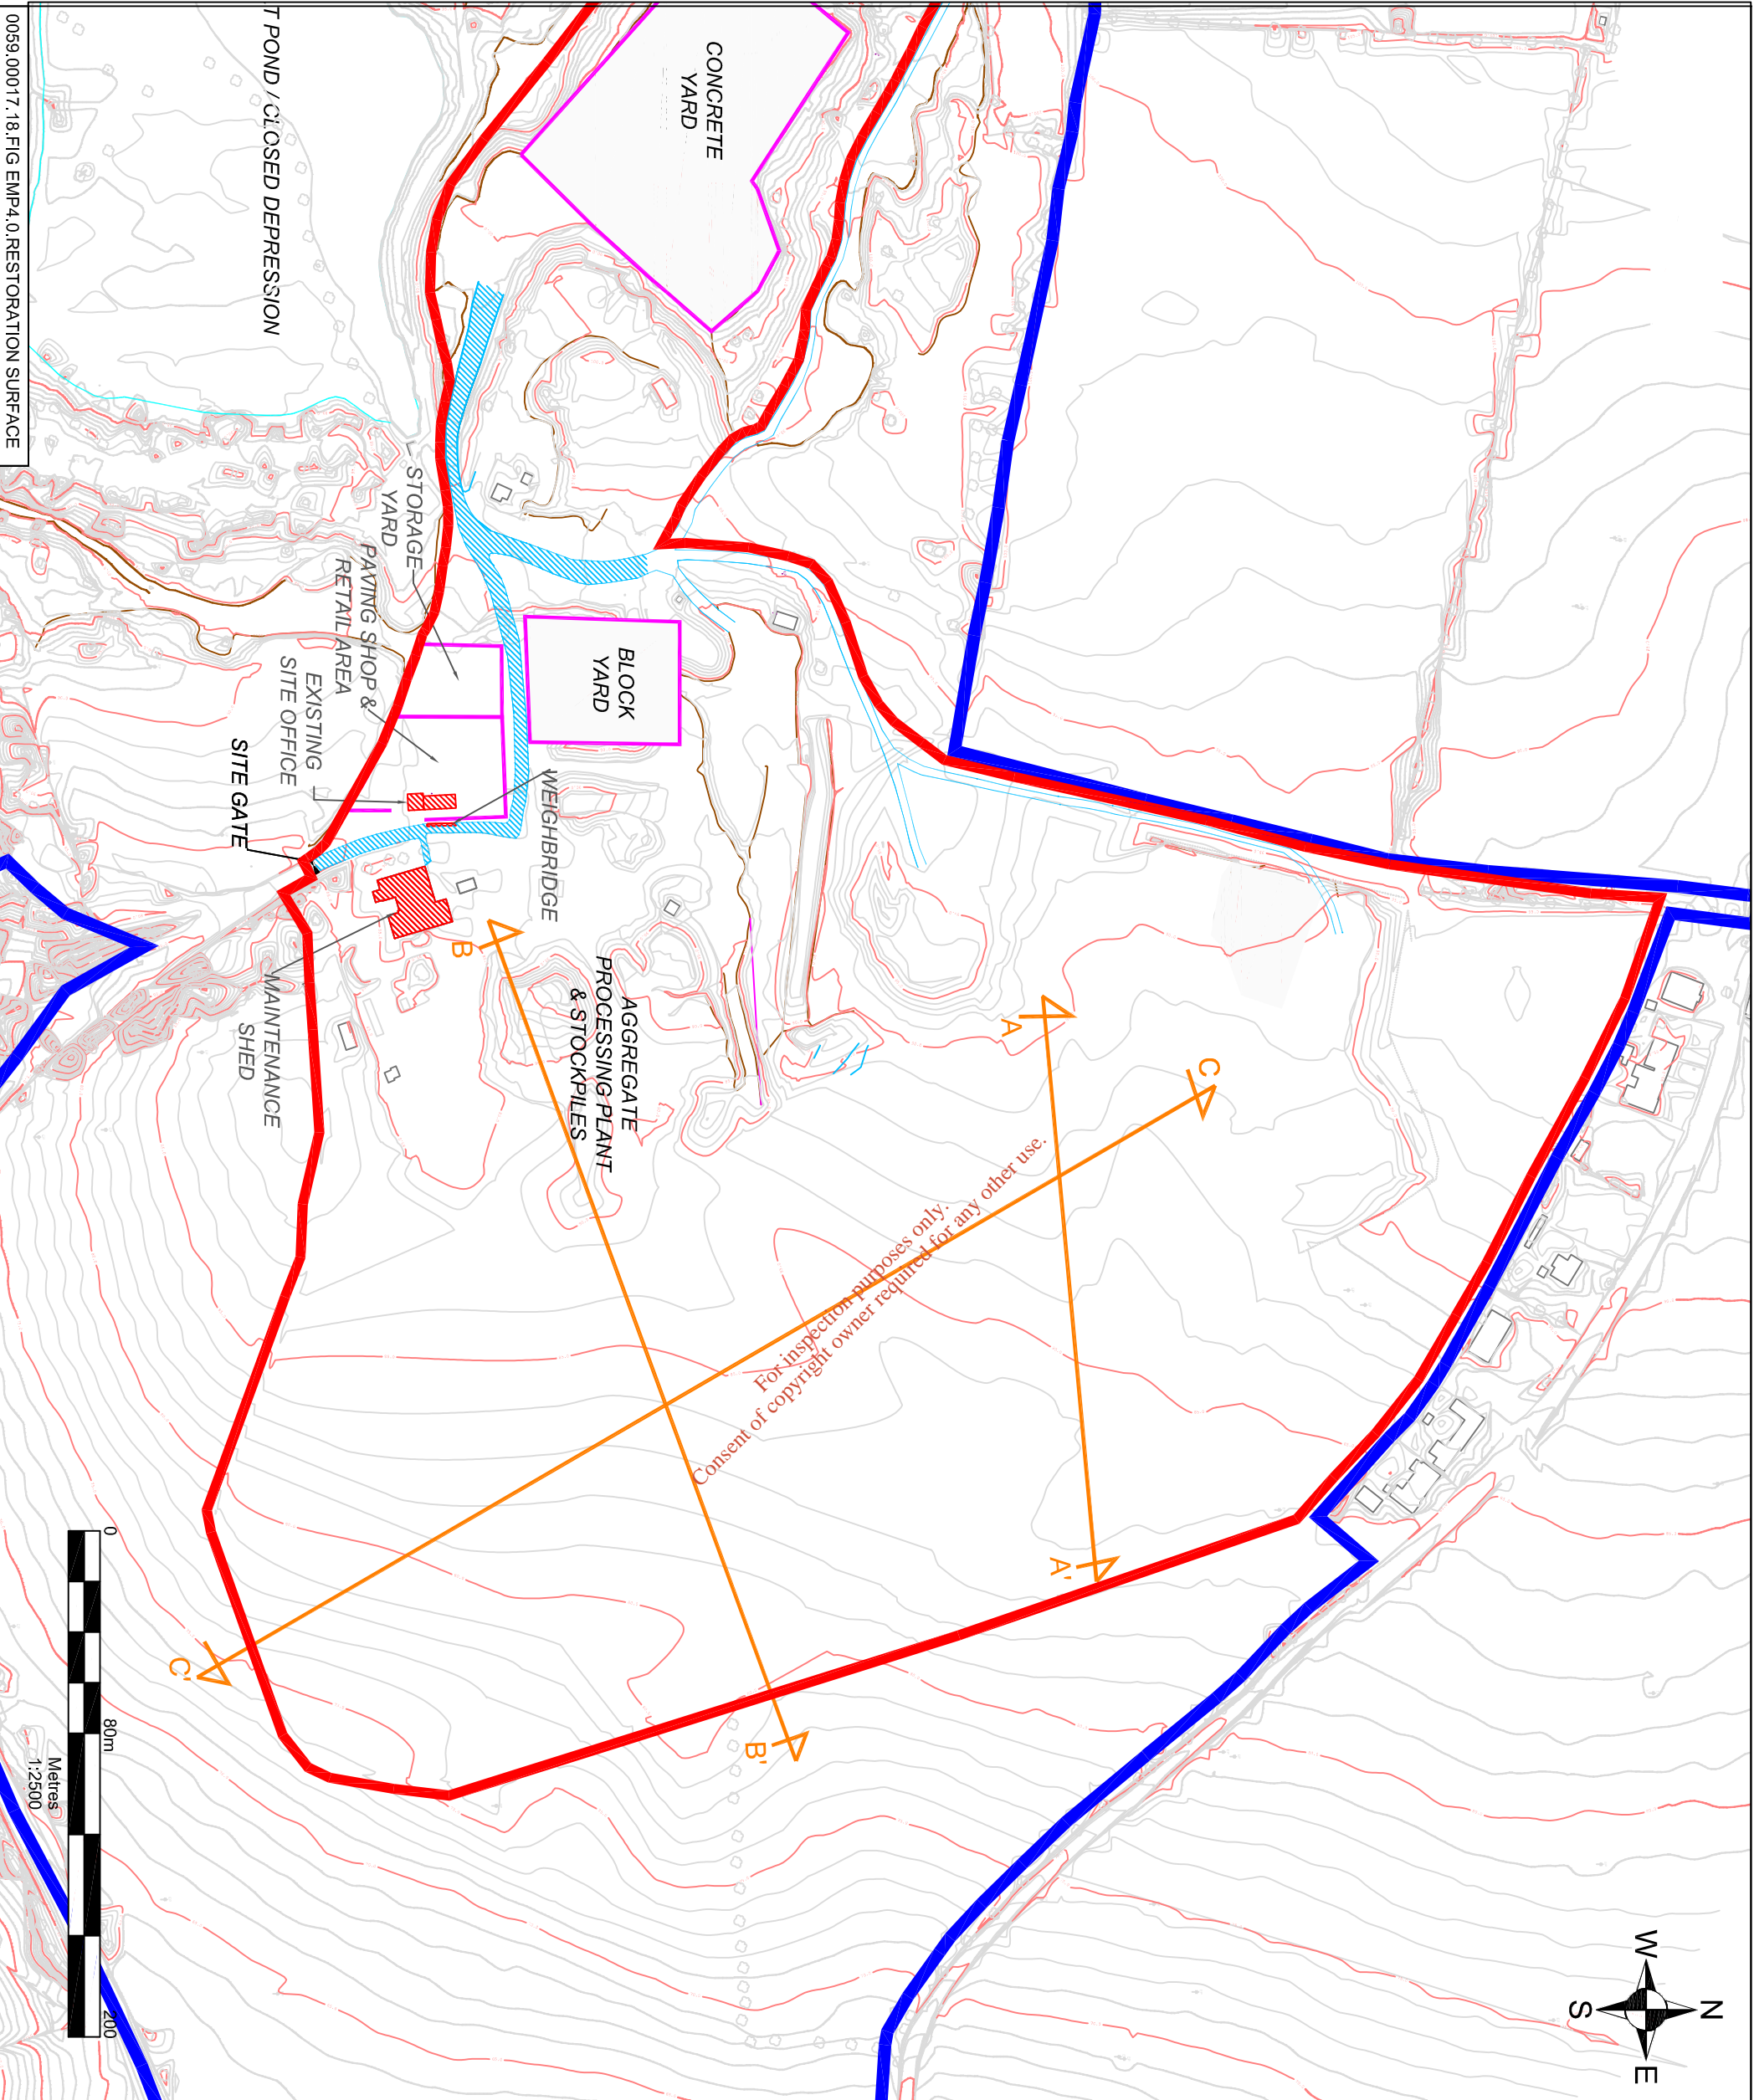 CONCRETE
YARD
T POND / CLOSED DEPRESSION
STORAGE
YARD
PAVING SHOP &
RETAIL AREA
EXISTING
SITE OFFICE
SITE GATE
BLOCK
YARD
WEIGHBRIDGE
MAINTENANCE
SHED
AGGREGATE
PROCESSING PLANT
& STOCKPILES
A
A'
B
B'
C
C'
For inspection purposes only.
Consent of copyright owner required for any other use.
N
W
E
S
0
80m
200
Metres
1:2500
0059.00017.18.FIG EMP4.0.RESTORATION SURFACE